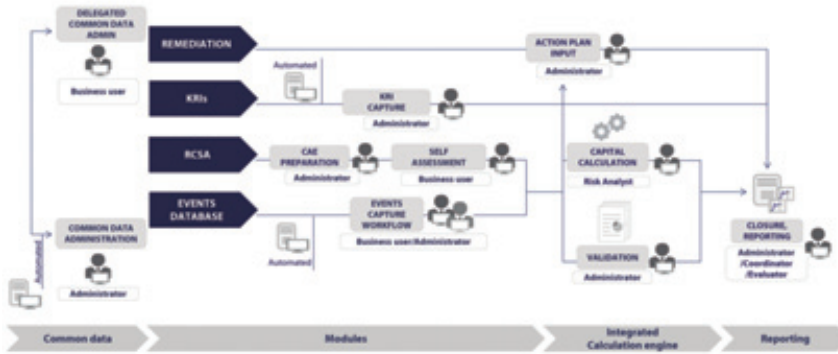 DELEGATED
COMMON DATA
ADMIN
Business user
REMEDIATION
ACTION PLAN
INPUT
Administrator
Automated
KRIs
KRI
CAPTURE
Administrator
RCSA
CAE
PREPARATION
Administrator
SELF
ASSESSMENT
Business user
CAPITAL
CALCULATION
Risk Analyst
EVENTS
DATABASE
Automated
EVENTS
CAPTURE
WORKFLOW
Business user/Administrator
VALIDATION
Administrator
COMMON DATA
ADMINISTRATION
Automated
Administrator
CLOSURE,
REPORTING
Administrator
/Coordinator
/Evaluator
Common data
Modules
Integrated
Calculation engine
Reporting